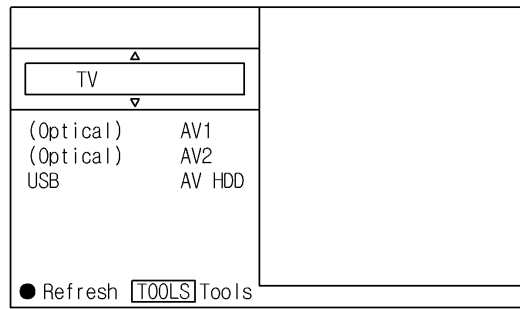 TV
(Optical) AV1
(Optical) AV2
USB AV HDD
Refresh TOOLS Tools